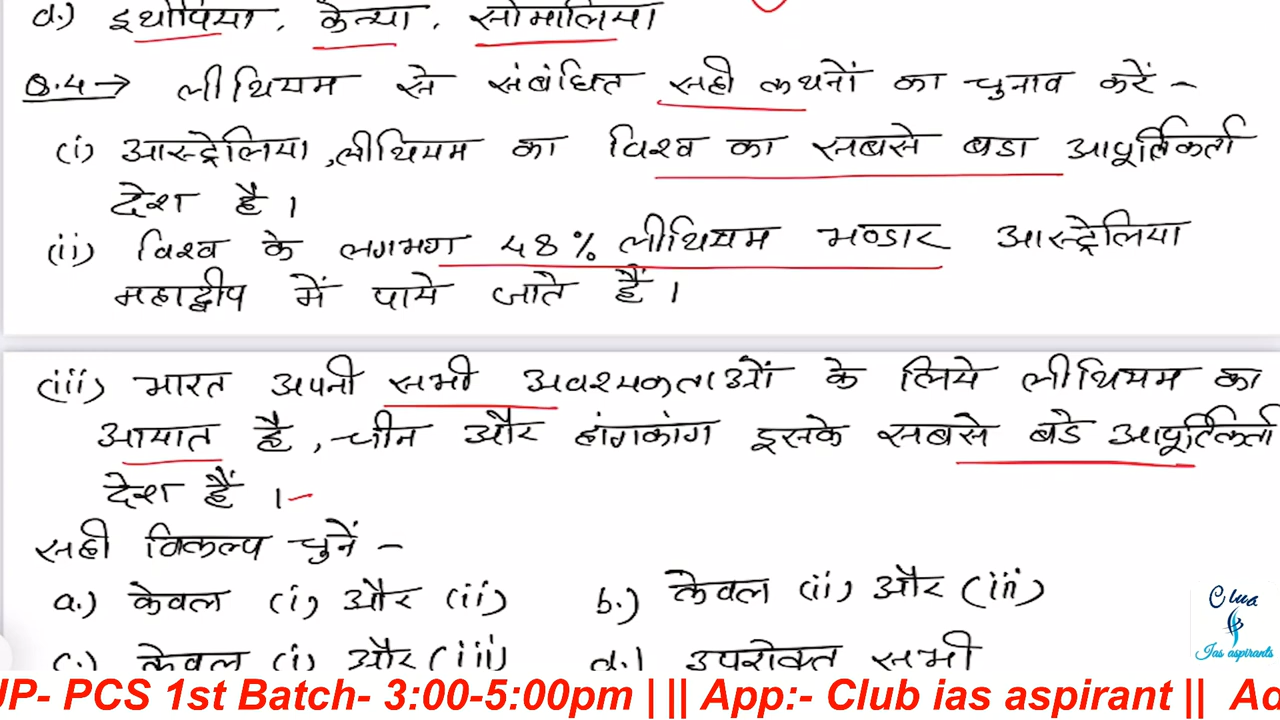 d.) इथोपिया, केन्या, सोमालिया
Q.4→ लीथियम से संबंधित सही कथनों का चुनाव करें -
(i) आस्ट्रेलिया, लीथियम का विश्व का सबसे बडा आपूर्तिकर्ता
देश है।
(ii) विश्व के लगभग 48% लीथियम भण्डार आस्ट्रेलिया
महाद्वीप में पाये जाते हैं।
(iii) भारत अपनी सभी अवश्यकताओं के लिये लीथियम का
आयात है, चीन और हांगकांग इसके सबसे बडे आपूर्तिकर्ता
देश हैं।
सही विकल्प चुनें -
a.) केवल (i) और (ii) b.) केवल (ii) और (iii)
c.) केवल (i) और (iii) d.) उपरोक्त सभी
Club
Ias aspirants
UP- PCS 1st Batch- 3:00-5:00pm | || App:- Club ias aspirant || Ad